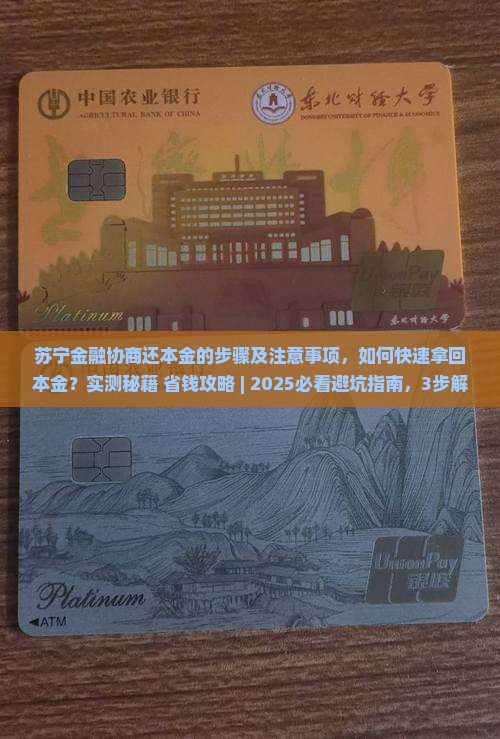 中国农业银行
AGRICULTURAL BANK OF CHINA
东北财经大学
DONGBEI UNIVERSITY OF FINANCE & ECONOMICS
UnionPay
银联
Platinum
东北财经大学
苏宁金融协商还本金的步骤及注意事项，如何快速拿回
本金？实测秘籍 省钱攻略 | 2025必看避坑指南，3步解
UnionPay
银联
Platinum
◀ATM